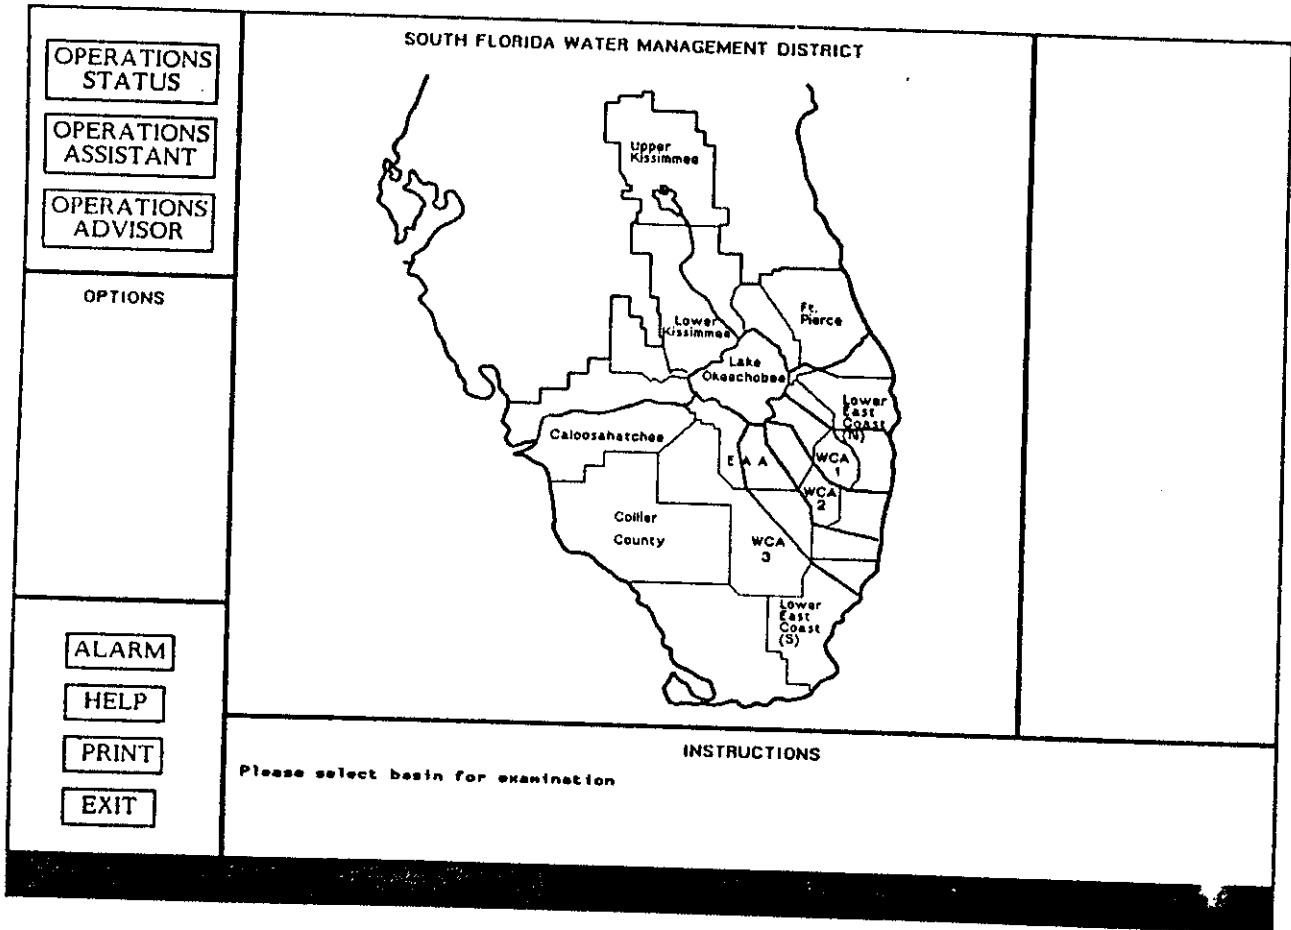 OPERATIONS
STATUS
OPERATIONS
ASSISTANT
OPERATIONS
ADVISOR
OPTIONS
ALARM
HELP
PRINT
EXIT
SOUTH FLORIDA WATER MANAGEMENT DISTRICT
Upper
Kissimmee
Ft.
Pierce
Lower
Kissimmee
Lake
Okeechobee
Lower
East
Coast
(N)
Caloosahatchee
E A A
WCA
1
WCA
2
Collier
County
WCA
3
Lower
East
Coast
(S)
INSTRUCTIONS
Please select basin for examination